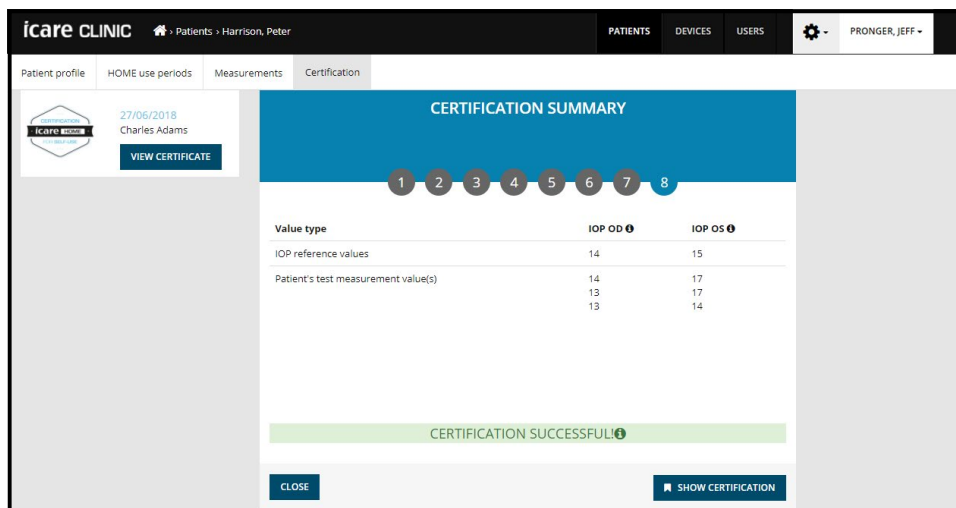 icare CLINIC › Patients › Harrison, Peter PATIENTS DEVICES USERS PRONGER, JEFF
Patient profile HOME use periods Measurements Certification
CERTIFICATION
icare HOME
FOR SELF-USE
27/06/2018
Charles Adams
VIEW CERTIFICATE
CERTIFICATION SUMMARY
1 2 3 4 5 6 7 8
Value type IOP OD IOP OS
IOP reference values 14 15
Patient's test measurement value(s) 14 17
13 17
13 14
CERTIFICATION SUCCESSFUL!
CLOSE SHOW CERTIFICATION